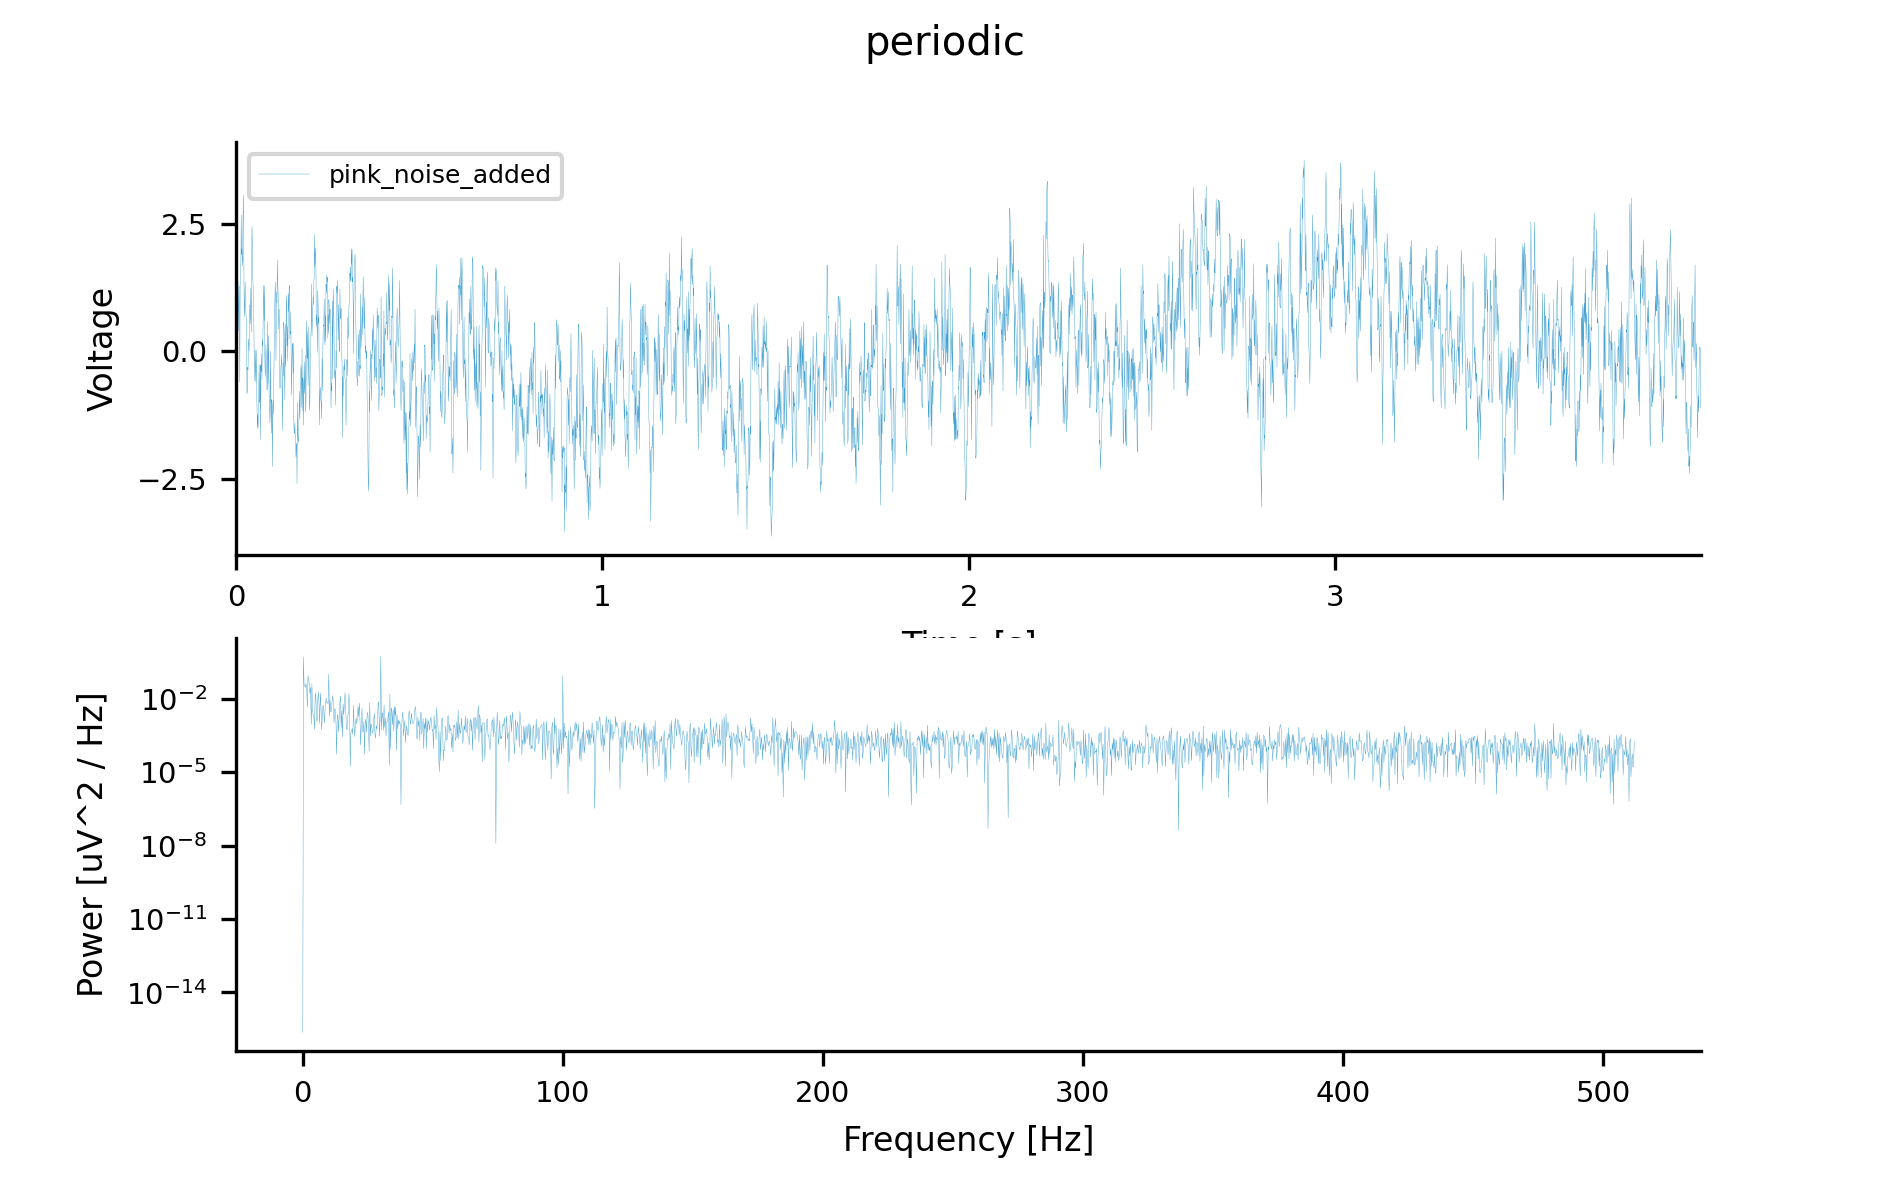 periodic
pink_noise_added
Voltage
2.5
0.0
−2.5
0 1 2 3
Time [s]
Power [uV^2 / Hz]
10⁻²
10⁻⁵
10⁻⁸
10⁻¹¹
10⁻¹⁴
0 100 200 300 400 500
Frequency [Hz]